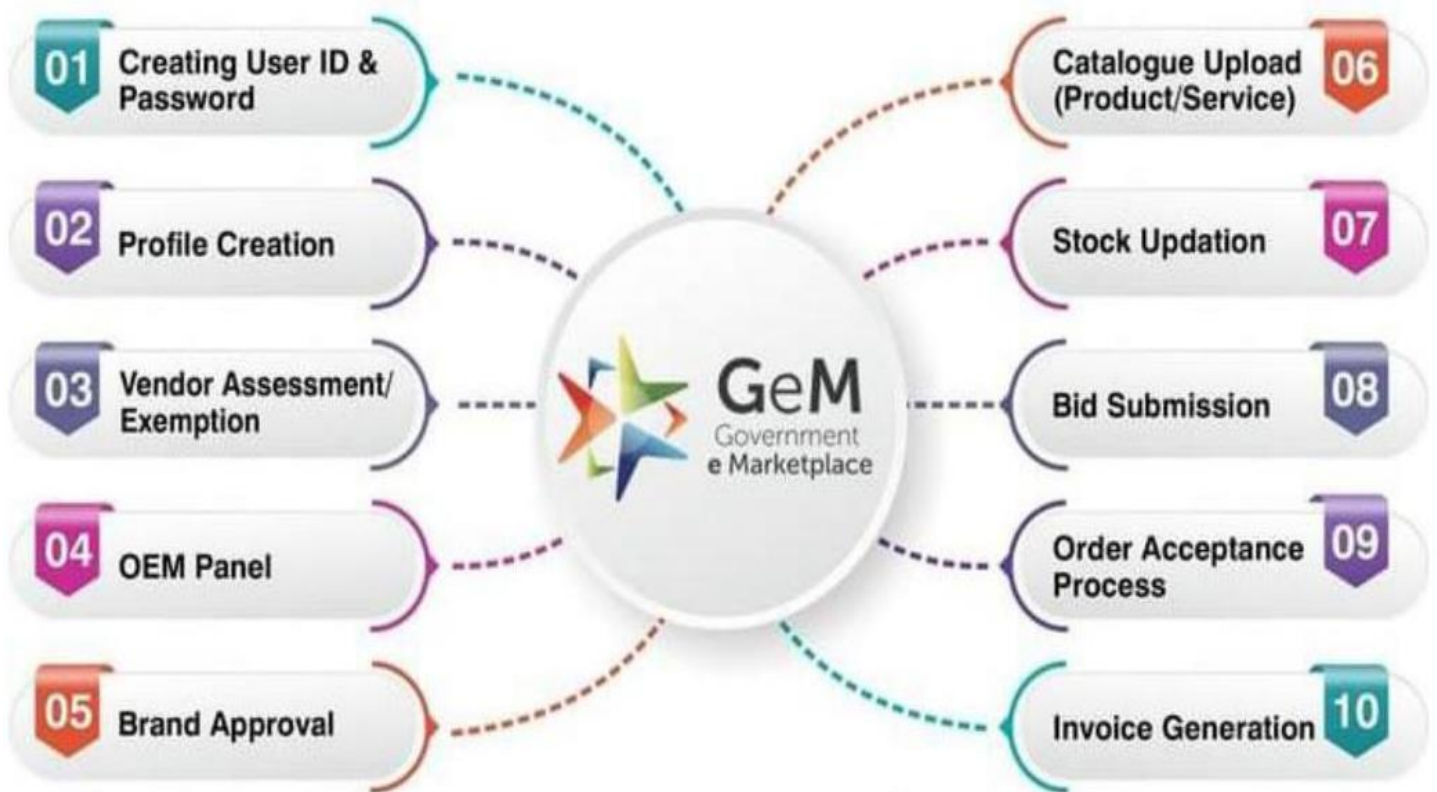 01
Creating User ID &
Password
02
Profile Creation
03
Vendor Assessment/
Exemption
04
OEM Panel
05
Brand Approval
GeM
Government
e Marketplace
Catalogue Upload
(Product/Service)
06
Stock Updation
07
Bid Submission
08
Order Acceptance
Process
09
Invoice Generation
10